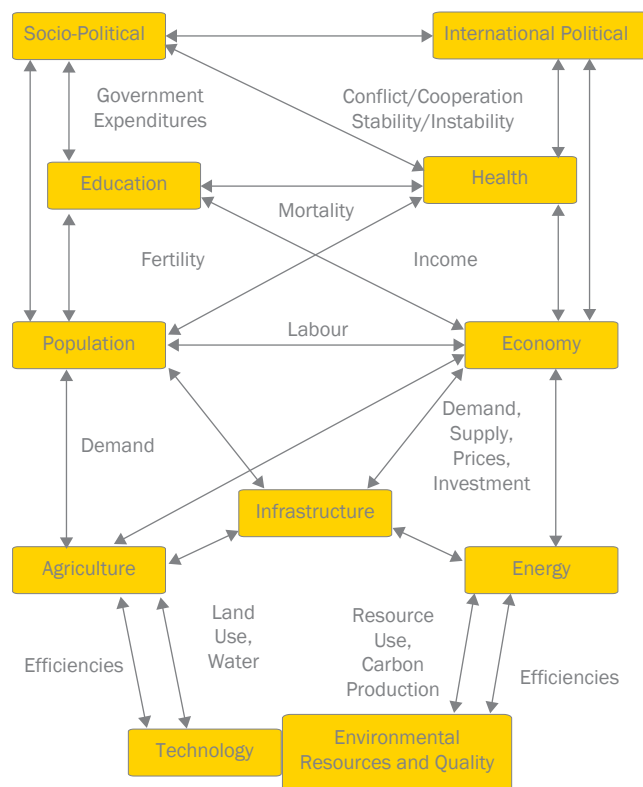 Socio-Political
International Political
Government
Expenditures
Conflict/Cooperation
Stability/Instability
Education
Health
Mortality
Fertility
Income
Population
Labour
Economy
Demand
Demand,
Supply,
Prices,
Investment
Infrastructure
Agriculture
Energy
Land
Use,
Water
Resource
Use,
Carbon
Production
Efficiencies
Efficiencies
Technology
Environmental
Resources and Quality